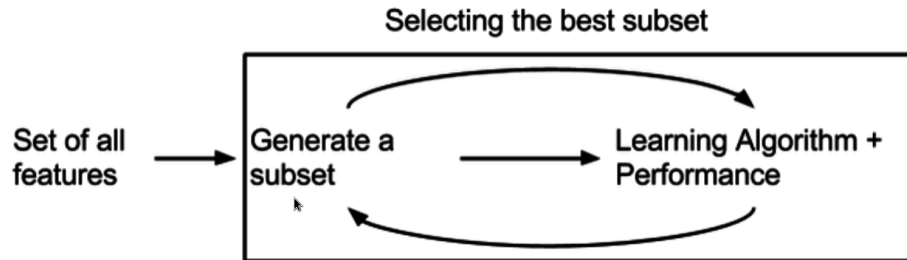 Selecting the best subset
Set of all
features
Generate a
subset
Learning Algorithm +
Performance